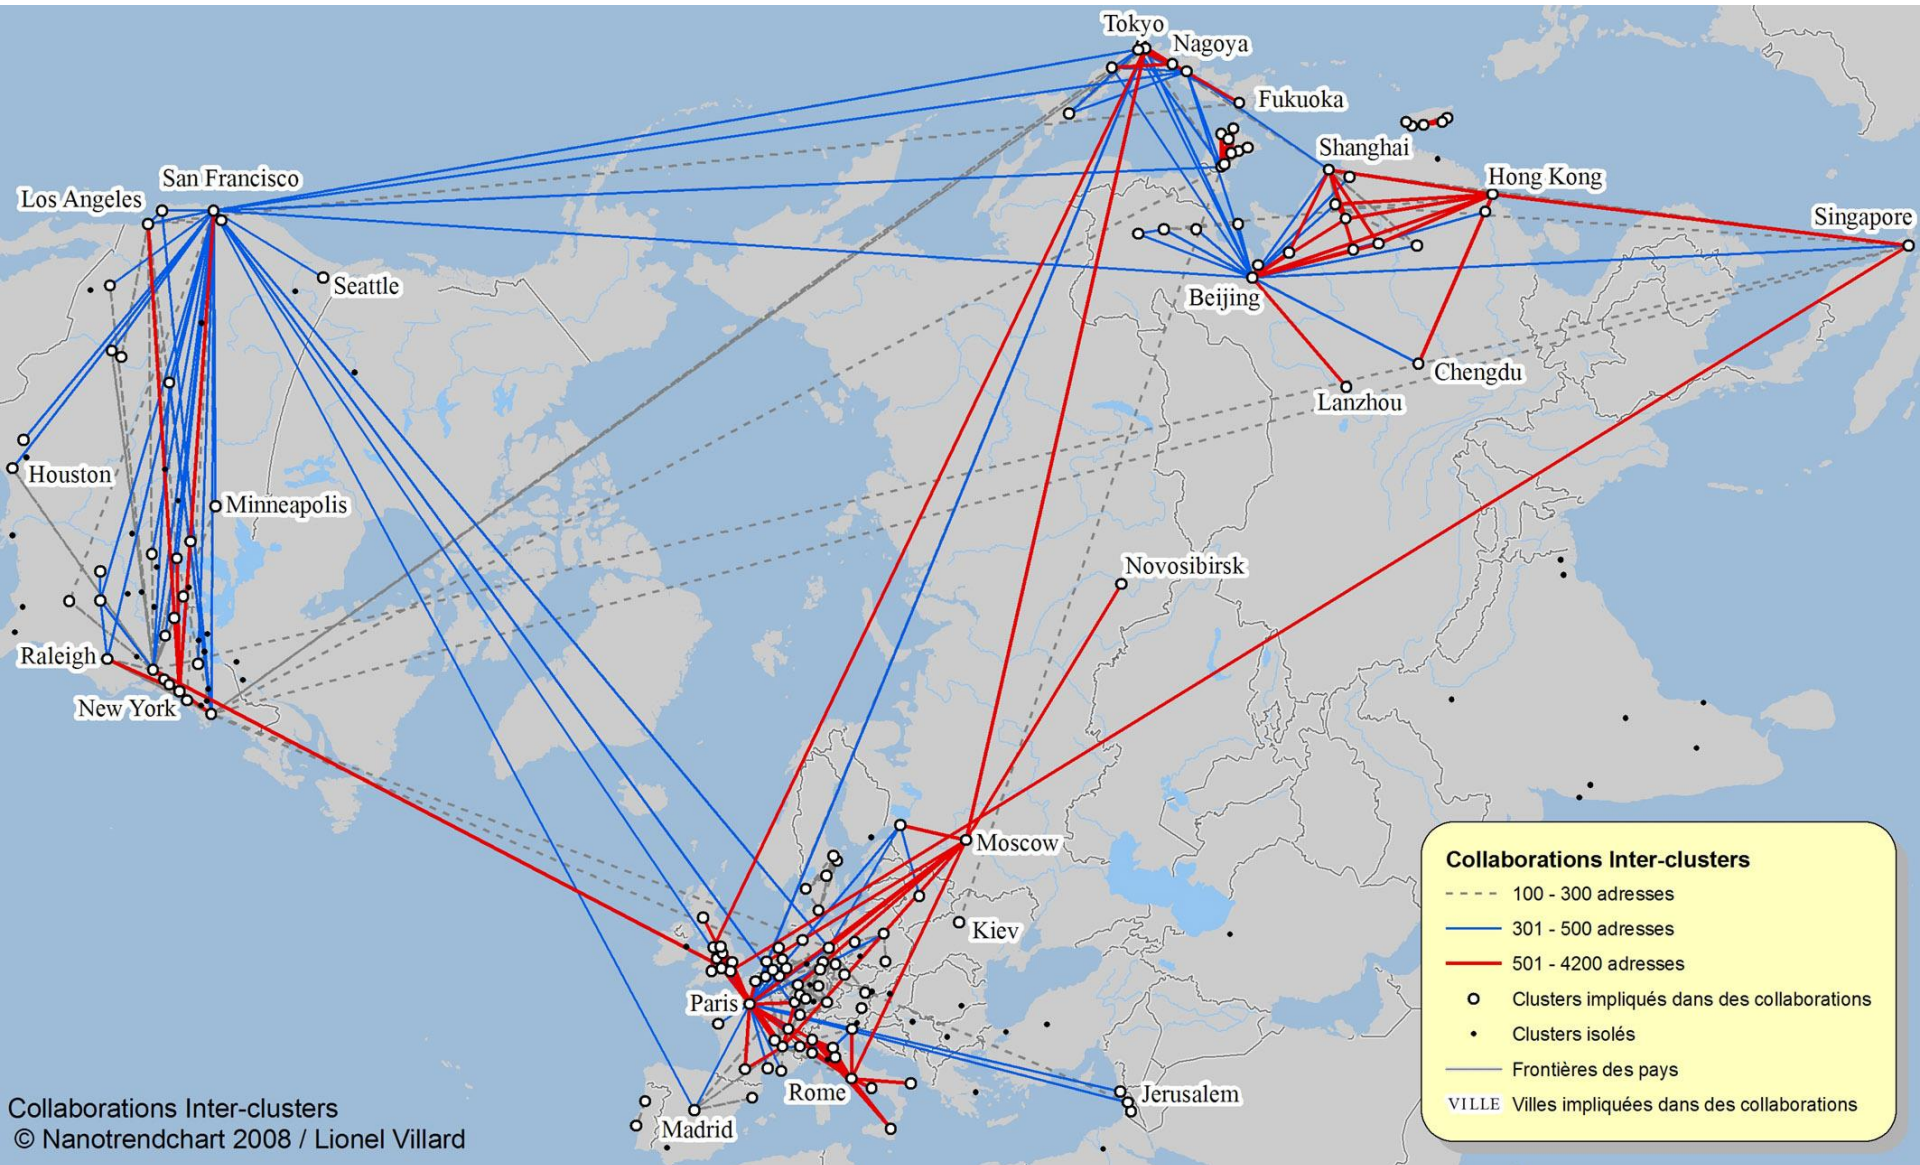 Tokyo
Nagoya
Fukuoka
Shanghai
Hong Kong
San Francisco
Los Angeles
Singapore
Seattle
Beijing
Chengdu
Lanzhou
Houston
Minneapolis
Novosibirsk
Raleigh
New York
Moscow
Kiev
Paris
Rome
Jerusalem
Madrid
Collaborations Inter-clusters
100 - 300 adresses
301 - 500 adresses
501 - 4200 adresses
Clusters impliqués dans des collaborations
Clusters isolés
Frontières des pays
VILLE Villes impliquées dans des collaborations
Collaborations Inter-clusters
© Nanotrendchart 2008 / Lionel Villard